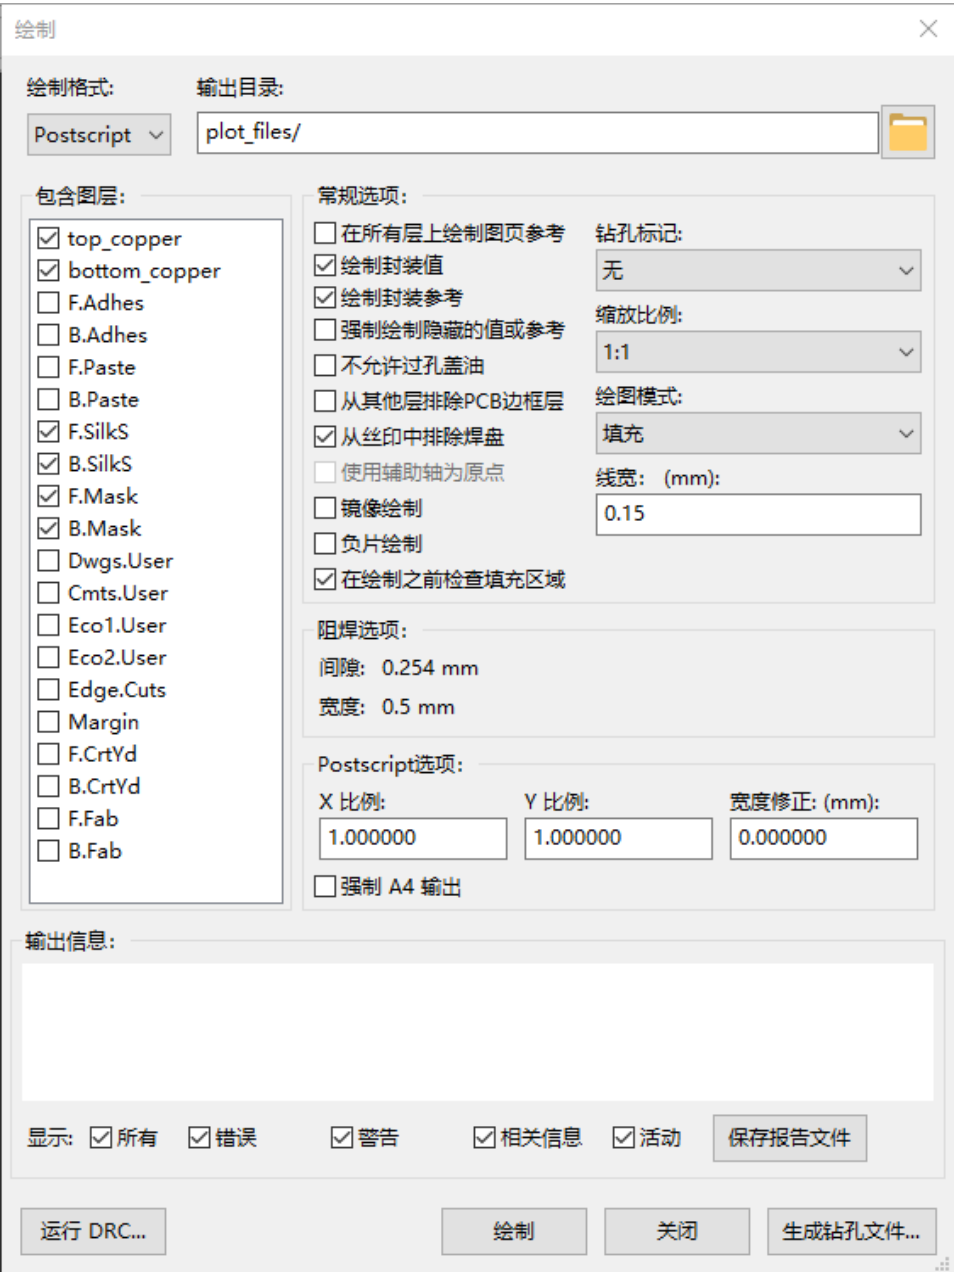 绘制
绘制格式:
输出目录:
Postscript
plot_files/
包含图层:
top_copper
bottom_copper
F.Adhes
B.Adhes
F.Paste
B.Paste
F.SilkS
B.SilkS
F.Mask
B.Mask
Dwgs.User
Cmts.User
Eco1.User
Eco2.User
Edge.Cuts
Margin
F.CrtYd
B.CrtYd
F.Fab
B.Fab
常规选项:
在所有层上绘制图页参考
绘制封装值
绘制封装参考
强制绘制隐藏的值或参考
不允许过孔盖油
从其他层排除PCB边框层
从丝印中排除焊盘
使用辅助轴为原点
镜像绘制
负片绘制
在绘制之前检查填充区域
钻孔标记:
无
缩放比例:
1:1
绘图模式:
填充
线宽: (mm):
0.15
阻焊选项:
间隙: 0.254 mm
宽度: 0.5 mm
Postscript选项:
X 比例:
Y 比例:
宽度修正: (mm):
1.000000
1.000000
0.000000
强制 A4 输出
输出信息:
显示: 所有 错误 警告 相关信息 活动 保存报告文件
运行 DRC... 绘制 关闭 生成钻孔文件...